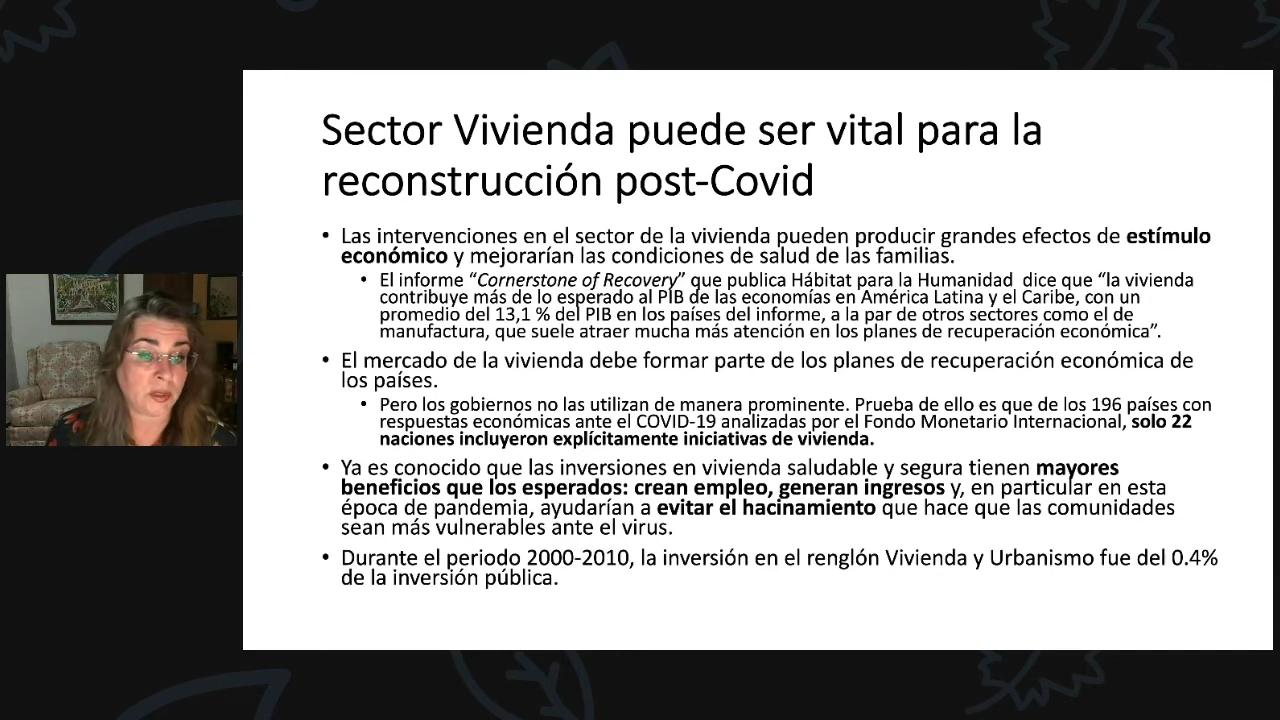 Sector Vivienda puede ser vital para la
reconstrucción post-Covid
• Las intervenciones en el sector de la vivienda pueden producir grandes efectos de estímulo
económico y mejorarían las condiciones de salud de las familias.
• El informe “Cornerstone of Recovery” que publica Hábitat para la Humanidad dice que “la vivienda
contribuye más de lo esperado al PIB de las economías en América Latina y el Caribe, con un
promedio del 13,1 % del PIB en los países del informe, a la par de otros sectores como el de
manufactura, que suele atraer mucha más atención en los planes de recuperación económica”.
• El mercado de la vivienda debe formar parte de los planes de recuperación económica de
los países.
• Pero los gobiernos no las utilizan de manera prominente. Prueba de ello es que de los 196 países con
respuestas económicas ante el COVID-19 analizadas por el Fondo Monetario Internacional, solo 22
naciones incluyeron explícitamente iniciativas de vivienda.
• Ya es conocido que las inversiones en vivienda saludable y segura tienen mayores
beneficios que los esperados: crean empleo, generan ingresos y, en particular en esta
época de pandemia, ayudarían a evitar el hacinamiento que hace que las comunidades
sean más vulnerables ante el virus.
• Durante el periodo 2000-2010, la inversión en el renglón Vivienda y Urbanismo fue del 0.4%
de la inversión pública.